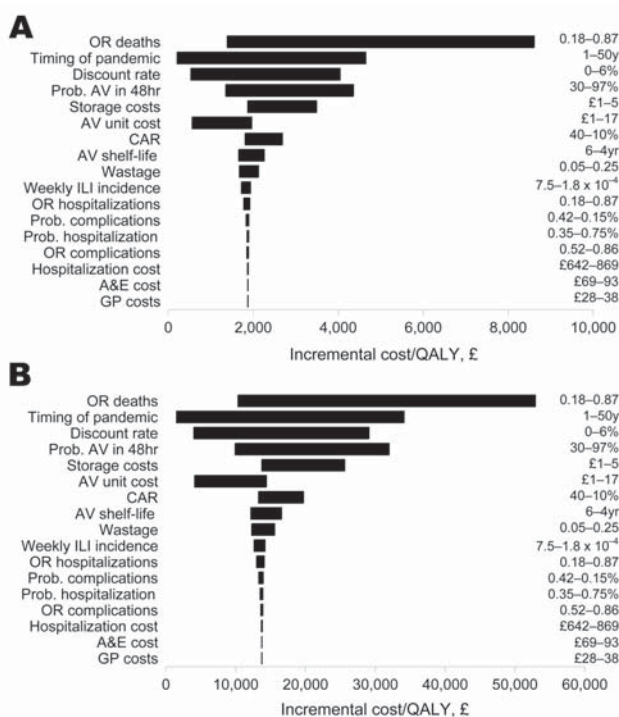 A
OR deaths 0.18–0.87
Timing of pandemic 1–50y
Discount rate 0–6%
Prob. AV in 48hr 30–97%
Storage costs £1–5
AV unit cost £1–17
CAR 40–10%
AV shelf-life 6–4yr
Wastage 0.05–0.25
Weekly ILI incidence 7.5–1.8 x 10⁻⁴
OR hospitalizations 0.18–0.87
Prob. complications 0.42–0.15%
Prob. hospitalization 0.35–0.75%
OR complications 0.52–0.86
Hospitalization cost £642–869
A&E cost £69–93
GP costs £28–38
0 2,000 4,000 6,000 8,000 10,000
Incremental cost/QALY, £
B
OR deaths 0.18–0.87
Timing of pandemic 1–50y
Discount rate 0–6%
Prob. AV in 48hr 30–97%
Storage costs £1–5
AV unit cost £1–17
CAR 40–10%
AV shelf-life 6–4yr
Wastage 0.05–0.25
Weekly ILI incidence 7.5–1.8 x 10⁻⁴
OR hospitalizations 0.18–0.87
Prob. complications 0.42–0.15%
Prob. hospitalization 0.35–0.75%
OR complications 0.52–0.86
Hospitalization cost £642–869
A&E cost £69–93
GP costs £28–38
0 10,000 20,000 30,000 40,000 50,000 60,000
Incremental cost/QALY, £